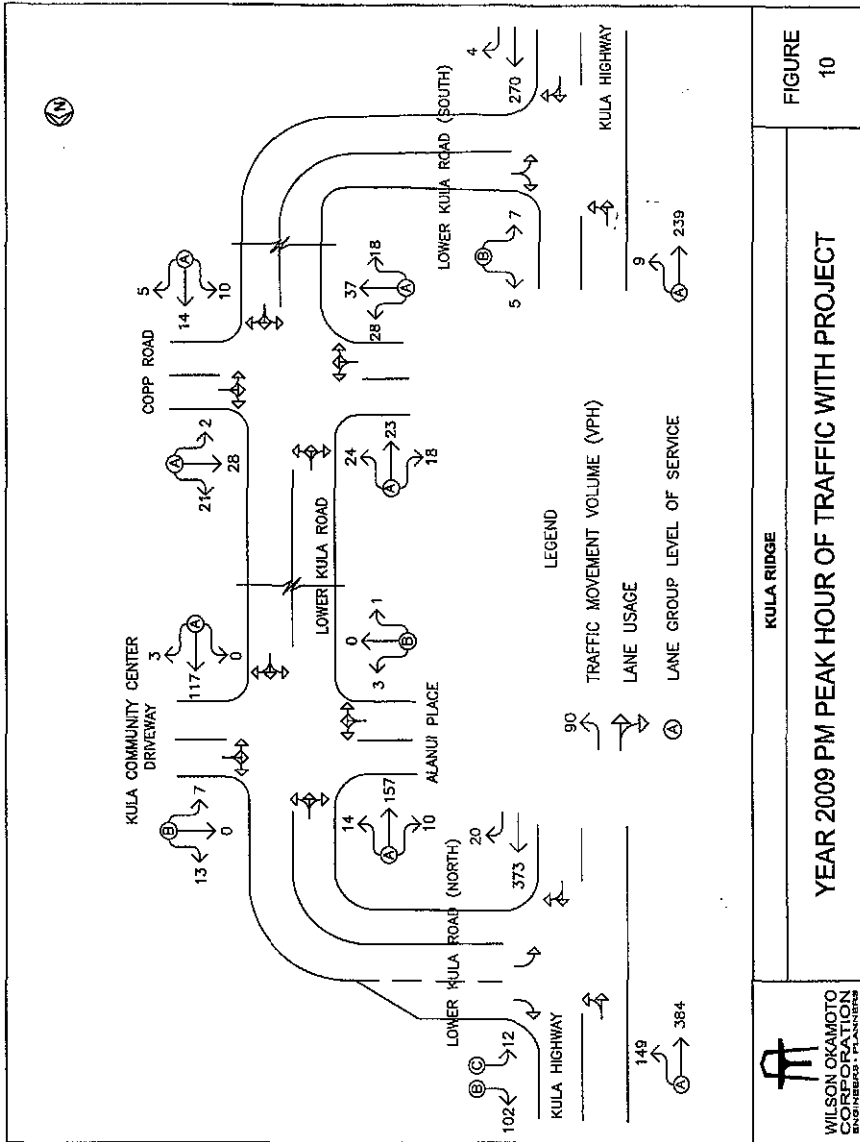 N
KULA COMMUNITY CENTER
DRIVEWAY
COPP ROAD
13
B
7
0
3
117
A
0
21
A
2
28
5
14
A
10
LOWER KULA ROAD
LOWER KULA ROAD (NORTH)
14
A
157
10
3
0
B
1
ALANUI PLACE
24
A
23
18
28
37
A
18
LOWER KULA ROAD (SOUTH)
B
C
102
12
20
373
KULA HIGHWAY
149
A
384
5
B
7
4
270
KULA HIGHWAY
9
A
239
LEGEND
90
TRAFFIC MOVEMENT VOLUME (VPH)
LANE USAGE
A
LANE GROUP LEVEL OF SERVICE
WILSON OKAMOTO
CORPORATION
ENGINEERS • PLANNERS
KULA RIDGE
YEAR 2009 PM PEAK HOUR OF TRAFFIC WITH PROJECT
FIGURE
10